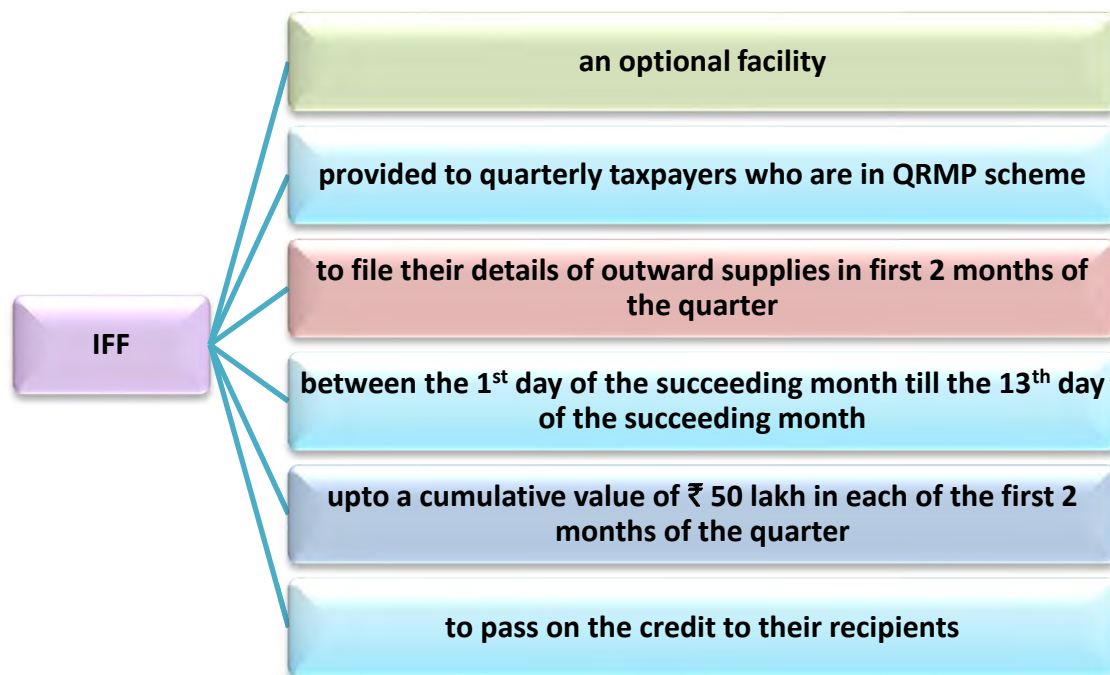 an optional facility
provided to quarterly taxpayers who are in QRMP scheme
to file their details of outward supplies in first 2 months of
the quarter
IFF
between the 1st day of the succeeding month till the 13th day
of the succeeding month
upto a cumulative value of ₹ 50 lakh in each of the first 2
months of the quarter
to pass on the credit to their recipients